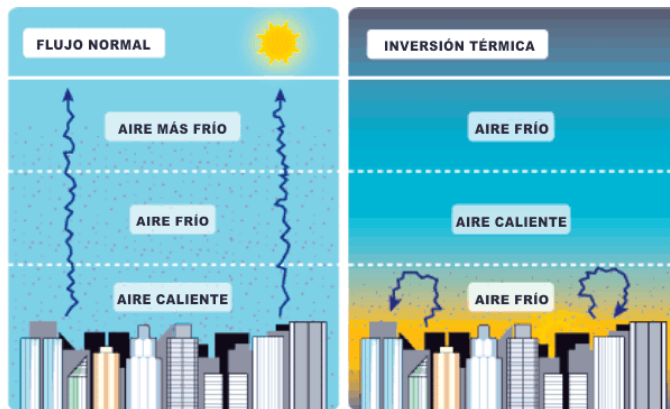 FLUJO NORMAL
AIRE MÁS FRÍO
AIRE FRÍO
AIRE CALIENTE
INVERSIÓN TÉRMICA
AIRE FRÍO
AIRE CALIENTE
AIRE FRÍO